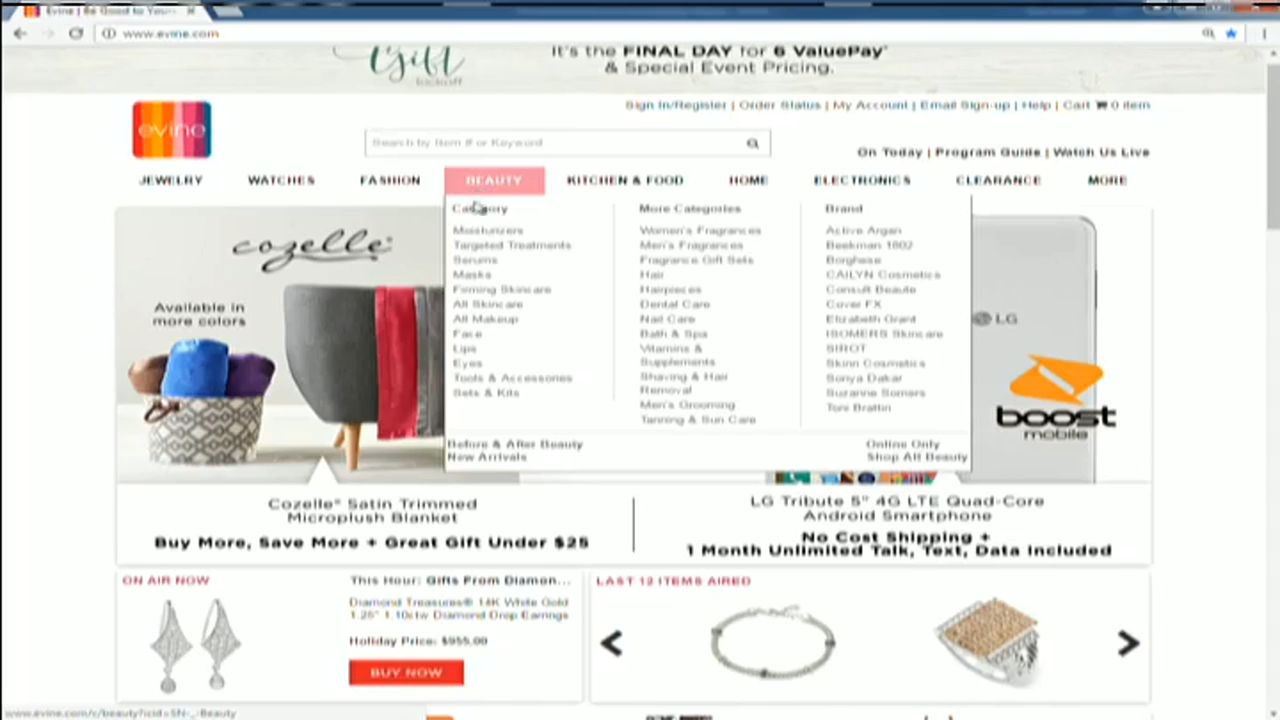 Evine | Be Good to Your
www.evine.com
Gift
It's the FINAL DAY for 6 ValuePay*
& Special Event Pricing.
Sign In/Register | Order Status | My Account | Email Sign-up | Help | Cart 0 item
evine
Search by Item # or Keyword
On Today | Program Guide | Watch Us Live
JEWELRY WATCHES FASHION BEAUTY KITCHEN & FOOD HOME ELECTRONICS CLEARANCE MORE
Category
Moisturizers
Targeted Treatments
Serums
Masks
Firming Skincare
All Skincare
All Makeup
Face
Lips
Eyes
Tools & Accessories
Sets & Kits
More Categories
Women's Fragrances
Men's Fragrances
Fragrance Gift Sets
Hair
Hairpieces
Dental Care
Nail Care
Bath & Spa
Vitamins &
Supplements
Shaving & Hair
Removal
Men's Grooming
Tanning & Sun Care
Brand
Active Argan
Beekman 1802
Borghese
CAILYN Cosmetics
Consult Beaute
Cover FX
Elizabeth Grant
ISOMERS Skincare
SIROT
Skinn Cosmetics
Sonya Dakar
Suzanne Somers
Toni Brattin
Before & After Beauty
New Arrivals
Online Only
Shop All Beauty
cozelle®
Available in
more colors
LG
boost
mobile
Cozelle® Satin Trimmed
Microplush Blanket
Buy More, Save More + Great Gift Under $25
LG Tribute 5" 4G LTE Quad-Core
Android Smartphone
No Cost Shipping +
1 Month Unlimited Talk, Text, Data Included
ON AIR NOW
This Hour: Gifts From Diamon...
Diamond Treasures® 14K White Gold
1.25" 1.10ctw Diamond Drop Earrings
Holiday Price: $955.00
BUY NOW
LAST 12 ITEMS AIRED
www.evine.com/c/beauty?icid=SN-_-Beauty